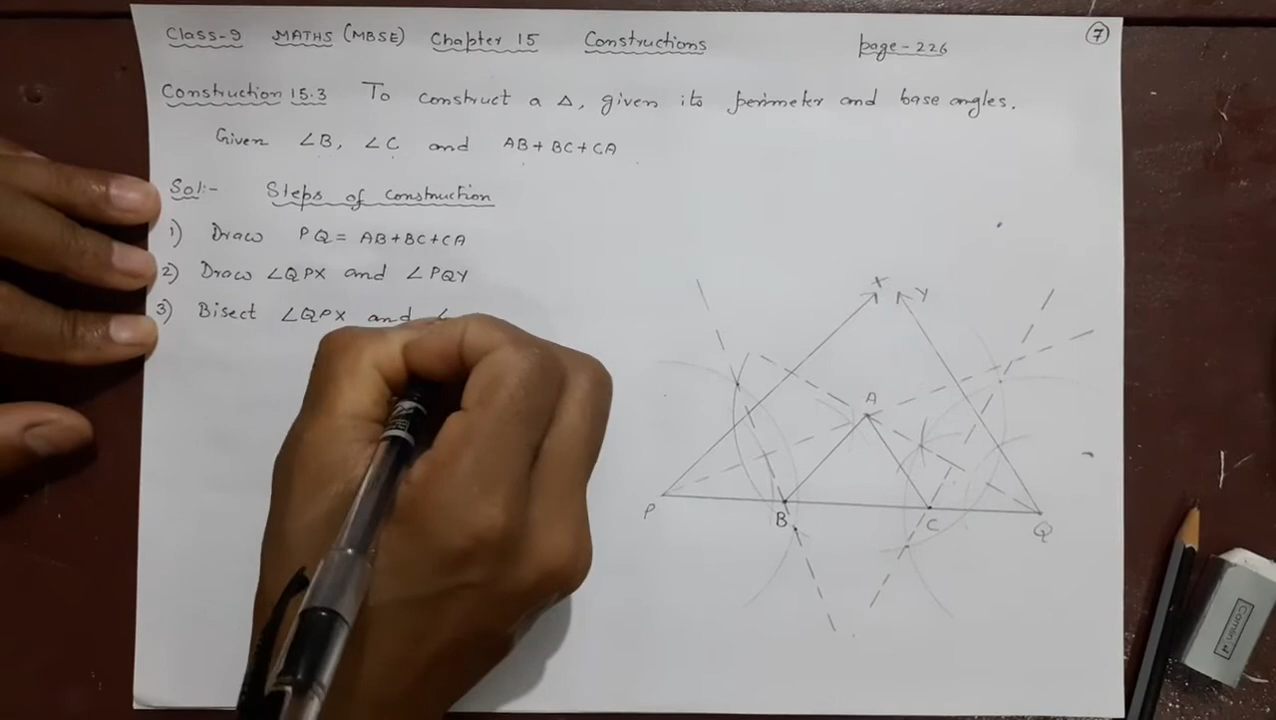 Class-9 MATHS (MBSE) Chapter 15 Constructions page-226 7
Construction 15.3 To construct a Δ, given its perimeter and base angles.
Given ∠B, ∠C and AB+BC+CA
Sol:- Steps of construction
1) Draw PQ = AB+BC+CA
2) Draw ∠QPX and ∠PQY
3) Bisect ∠QPX and ∠
X Y
A
P B C Q